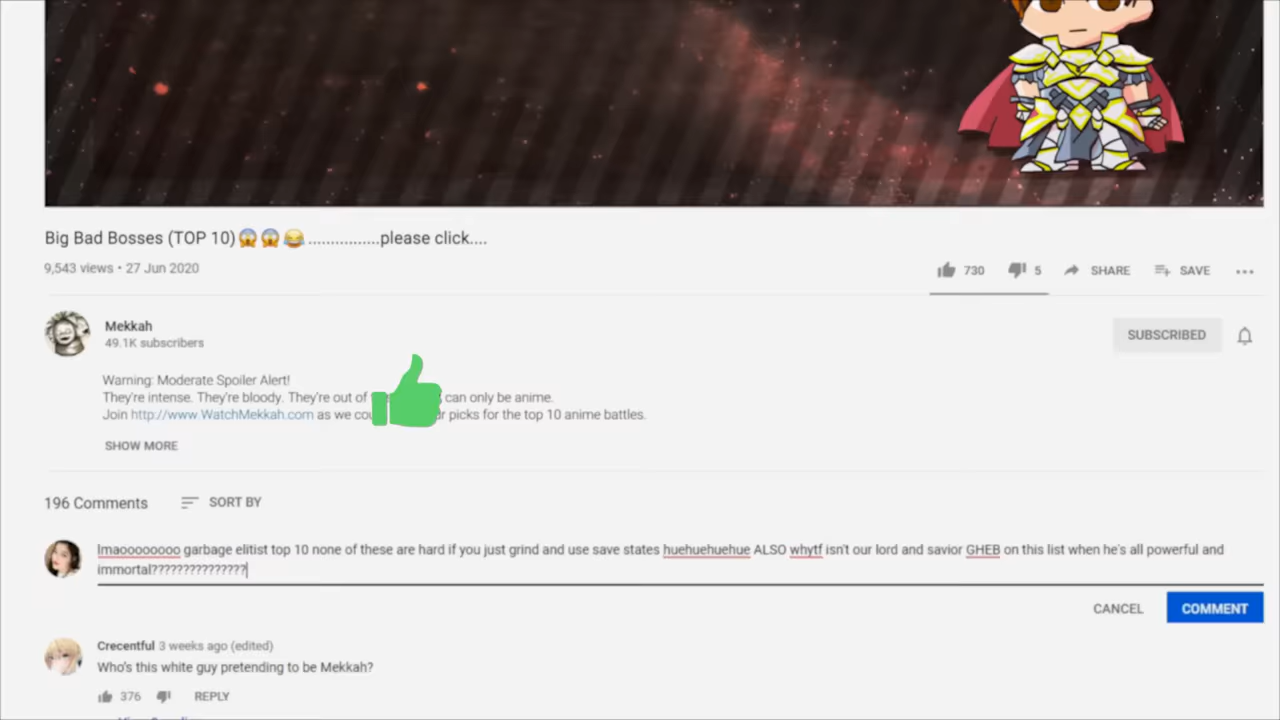 Big Bad Bosses (TOP 10)😱😱😂................please click....
9,543 views • 27 Jun 2020
730
5
SHARE
SAVE
Mekkah
49.1K subscribers
SUBSCRIBED
Warning: Moderate Spoiler Alert!
They're intense. They're bloody. They're out of can only be anime.
Join http://www.WatchMekkah.com as we picks for the top 10 anime battles.
SHOW MORE
196 Comments
SORT BY
lmaooooooooo garbage elitist top 10 none of these are hard if you just grind and use save states huehuehuehue ALSO whytf isn't our lord and savior GHEB on this list when he's all powerful and
immortal???????????????
CANCEL
COMMENT
Crecentful 3 weeks ago (edited)
Who's this white guy pretending to be Mekkah?
376
REPLY